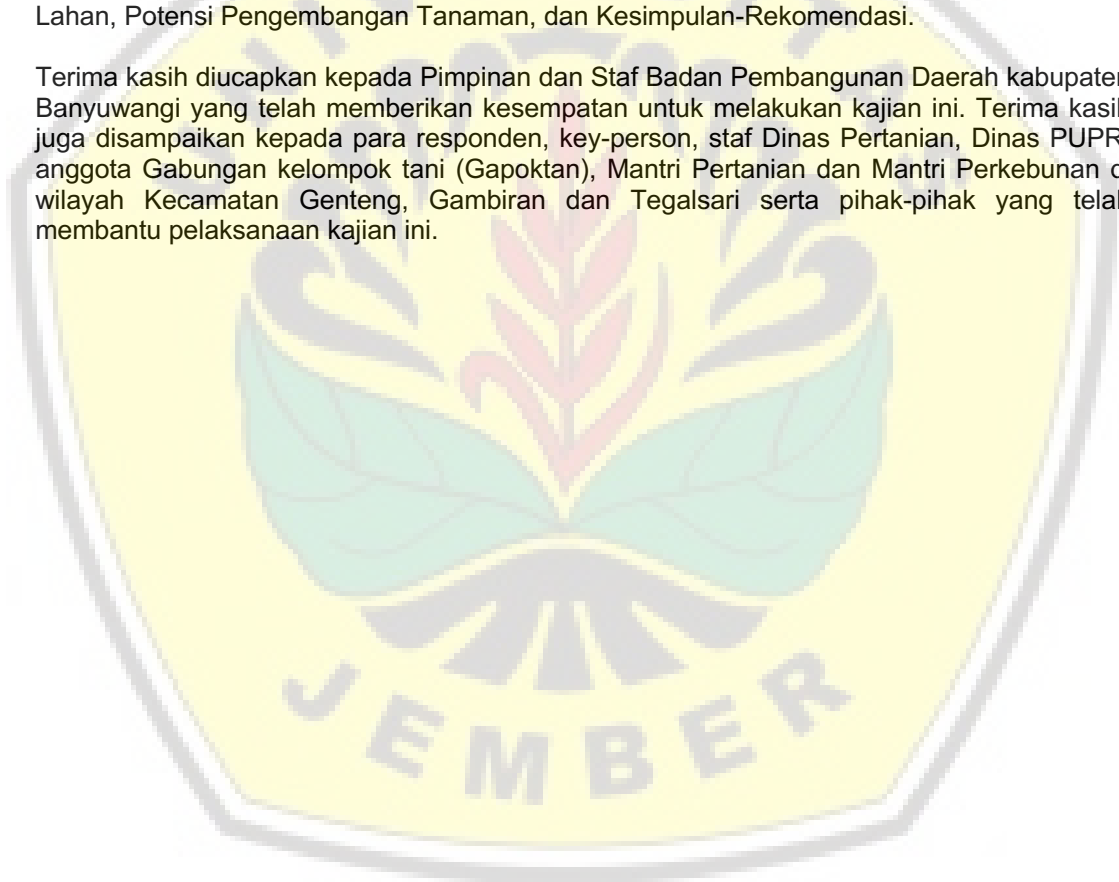 Lahan, Potensi Pengembangan Tanaman, dan Kesimpulan-Rekomendasi.
Terima kasih diucapkan kepada Pimpinan dan Staf Badan Pembangunan Daerah kabupaten
Banyuwangi yang telah memberikan kesempatan untuk melakukan kajian ini. Terima kasih
juga disampaikan kepada para responden, key-person, staf Dinas Pertanian, Dinas PUPR
anggota Gabungan kelompok tani (Gapoktan), Mantri Pertanian dan Mantri Perkebunan d
wilayah Kecamatan Genteng, Gambiran dan Tegalsari serta pihak-pihak yang telah
membantu pelaksanaan kajian ini.
JEMBER